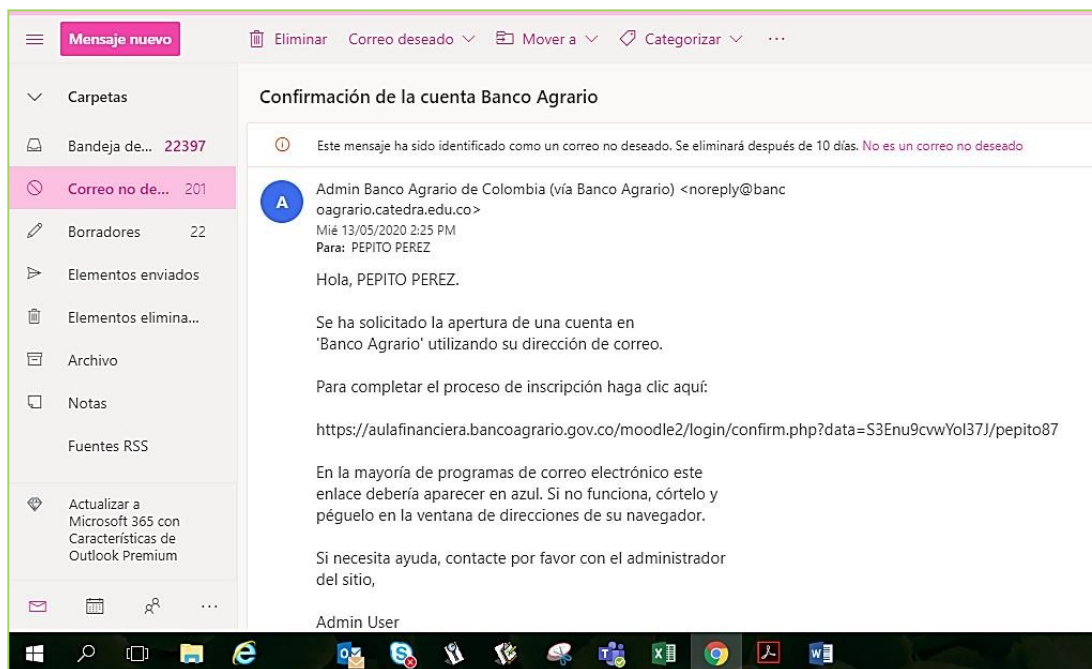 Mensaje nuevo
Eliminar Correo deseado Mover a Categorizar ...
Carpetas
Bandeja de... 22397
Correo no de... 201
Borradores 22
Elementos enviados
Elementos elimina...
Archivo
Notas
Fuentes RSS
Actualizar a
Microsoft 365 con
Características de
Outlook Premium
Confirmación de la cuenta Banco Agrario
Este mensaje ha sido identificado como un correo no deseado. Se eliminará después de 10 días. No es un correo no deseado
A
Admin Banco Agrario de Colombia (vía Banco Agrario) <noreply@banc
oagrario.catedra.edu.co>
Mié 13/05/2020 2:25 PM
Para: PEPITO PEREZ
Hola, PEPITO PEREZ.
Se ha solicitado la apertura de una cuenta en
'Banco Agrario' utilizando su dirección de correo.
Para completar el proceso de inscripción haga clic aquí:
https://aulafinanciera.bancoagrario.gov.co/moodle2/login/confirm.php?data=S3Enu9cvwYol37J/pepito87
En la mayoría de programas de correo electrónico este
enlace debería aparecer en azul. Si no funciona, córtelo y
péguelo en la ventana de direcciones de su navegador.
Si necesita ayuda, contacte por favor con el administrador
del sitio,
Admin User